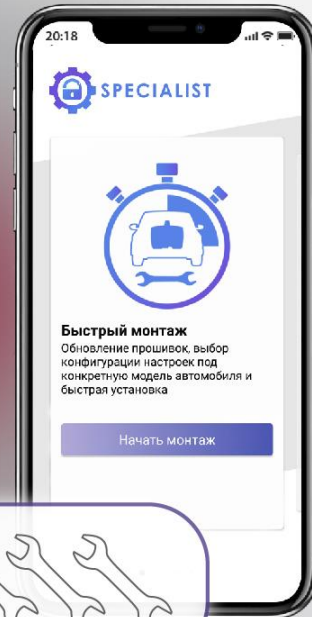 20:18
SPECIALIST
Быстрый монтаж
Обновление прошивок, выбор
конфигурации настроек под
конкретную модель автомобиля и
быстрая установка
Начать монтаж